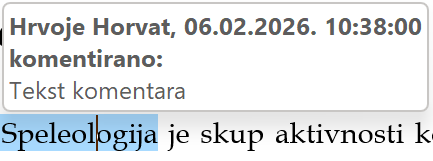 Hrvoje Horvat, 06.02.2026. 10:38:00
komentirano:
Tekst komentara
Speleologija je skup aktivnosti k